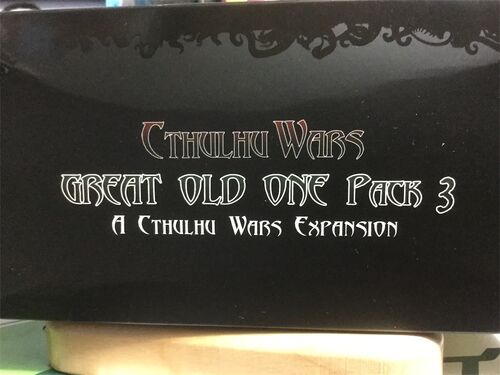 Cthulhu Wars
GREAT OLD ONE Pack 3
A Cthulhu Wars Expansion